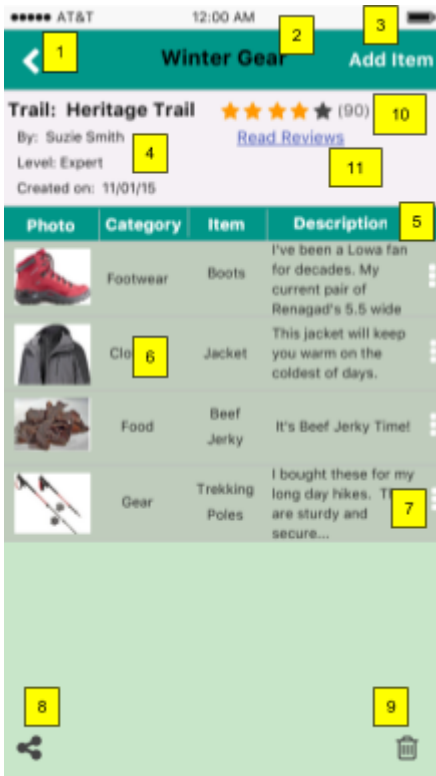 AT&T 12:00 AM 3
1 Winter Gear 2 Add Item
Trail: Heritage Trail (90) 10
By: Suzie Smith Read Reviews
4
Level: Expert 11
Created on: 11/01/15
Photo Category Item Description 5
Footwear Boots I've been a Lowa fan
for decades. My
current pair of
Renagad's 5.5 wide
6 Jacket This jacket will keep
you warm on the
coldest of days.
Food Beef
Jerky It's Beef Jerky Time!
Gear Trekking
Poles I bought these for my
long day hikes.
are sturdy and 7
secure...
8 9